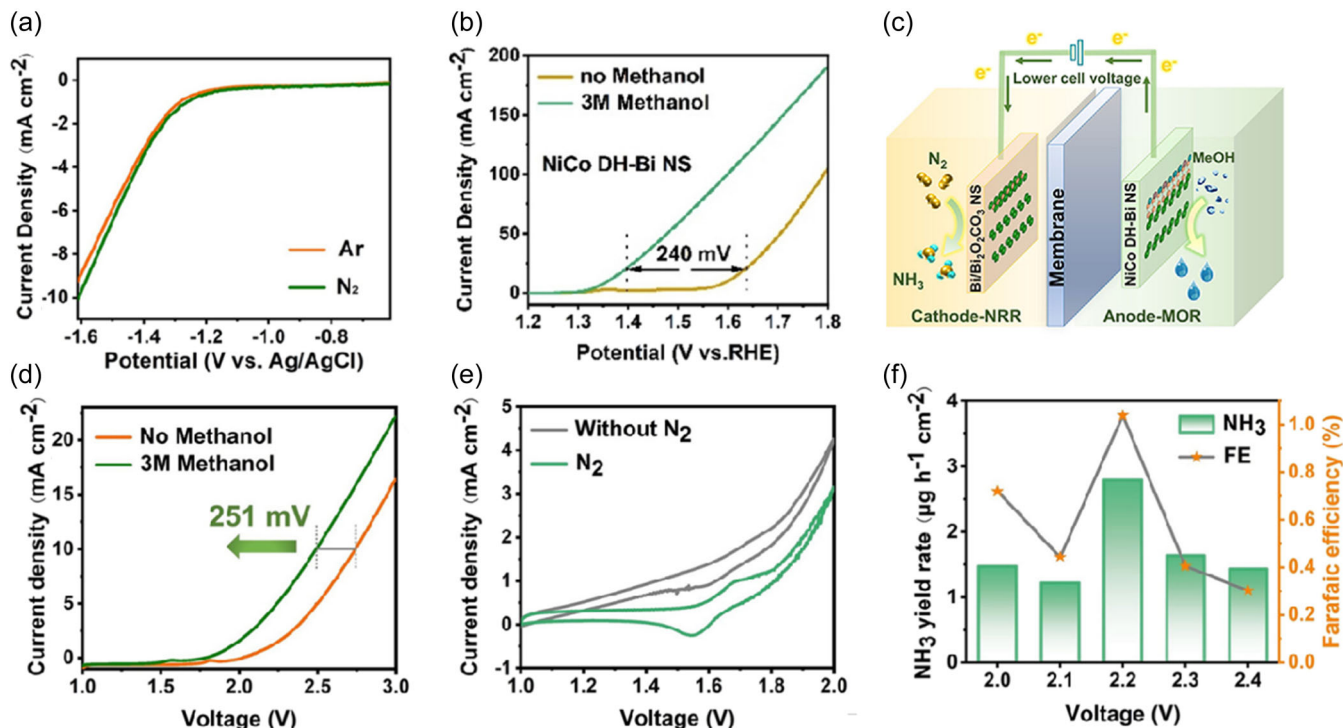 (a)
Current Density (mA cm-2)
0
-2
-4
-6
-8
-10
Ar
N2
-1.6 -1.4 -1.2 -1.0 -0.8
Potential (V vs. Ag/AgCl)
(b)
Current Density (mA cm-2)
200
150
100
50
25
0
no Methanol
3M Methanol
NiCo DH-Bi NS
240 mV
1.2 1.3 1.4 1.5 1.6 1.7 1.8
Potential (V vs.RHE)
(c)
e- e-
e- e-
Lower cell voltage
N2
NH3
Bi/Bi2O2CO3 NS
Membrane
NiCo DH-Bi NS
MeOH
Cathode-NRR
Anode-MOR
(d)
Current density (mA cm-2)
20
15
10
5
0
No Methanol
3M Methanol
251 mV
1.0 1.5 2.0 2.5 3.0
Voltage (V)
(e)
Current density (mA cm-2)
5
4
3
2
1
0
-1
Without N2
N2
1.0 1.2 1.4 1.6 1.8 2.0
Voltage (V)
(f)
NH3 yield rate (µg h-1 cm-2)
4
3
2
1
0
NH3
FE
1.0
0.8
0.6
0.4
0.2
0.0
Farafaic efficiency (%)
2.0 2.1 2.2 2.3 2.4
Voltage (V)